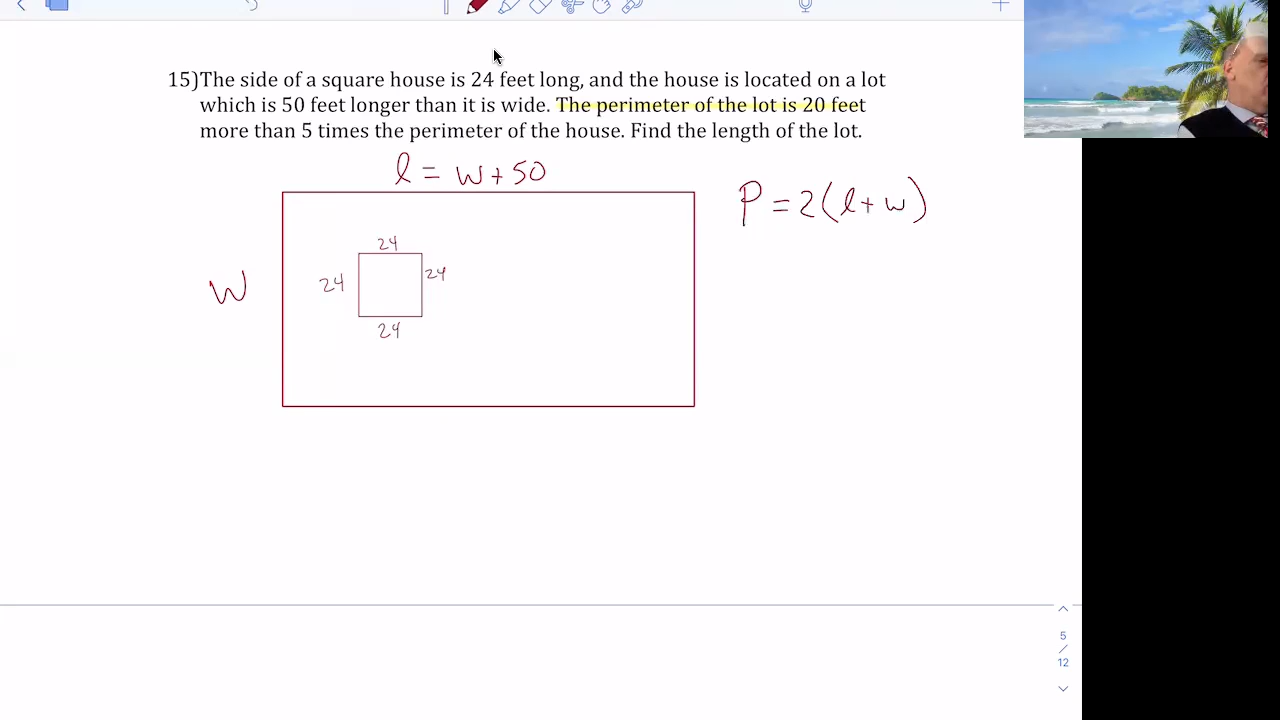 15)The side of a square house is 24 feet long, and the house is located on a lot
which is 50 feet longer than it is wide. The perimeter of the lot is 20 feet
more than 5 times the perimeter of the house. Find the length of the lot.
l = w + 50
P = 2(l + w)
24
24
24
W
24
5
/
12